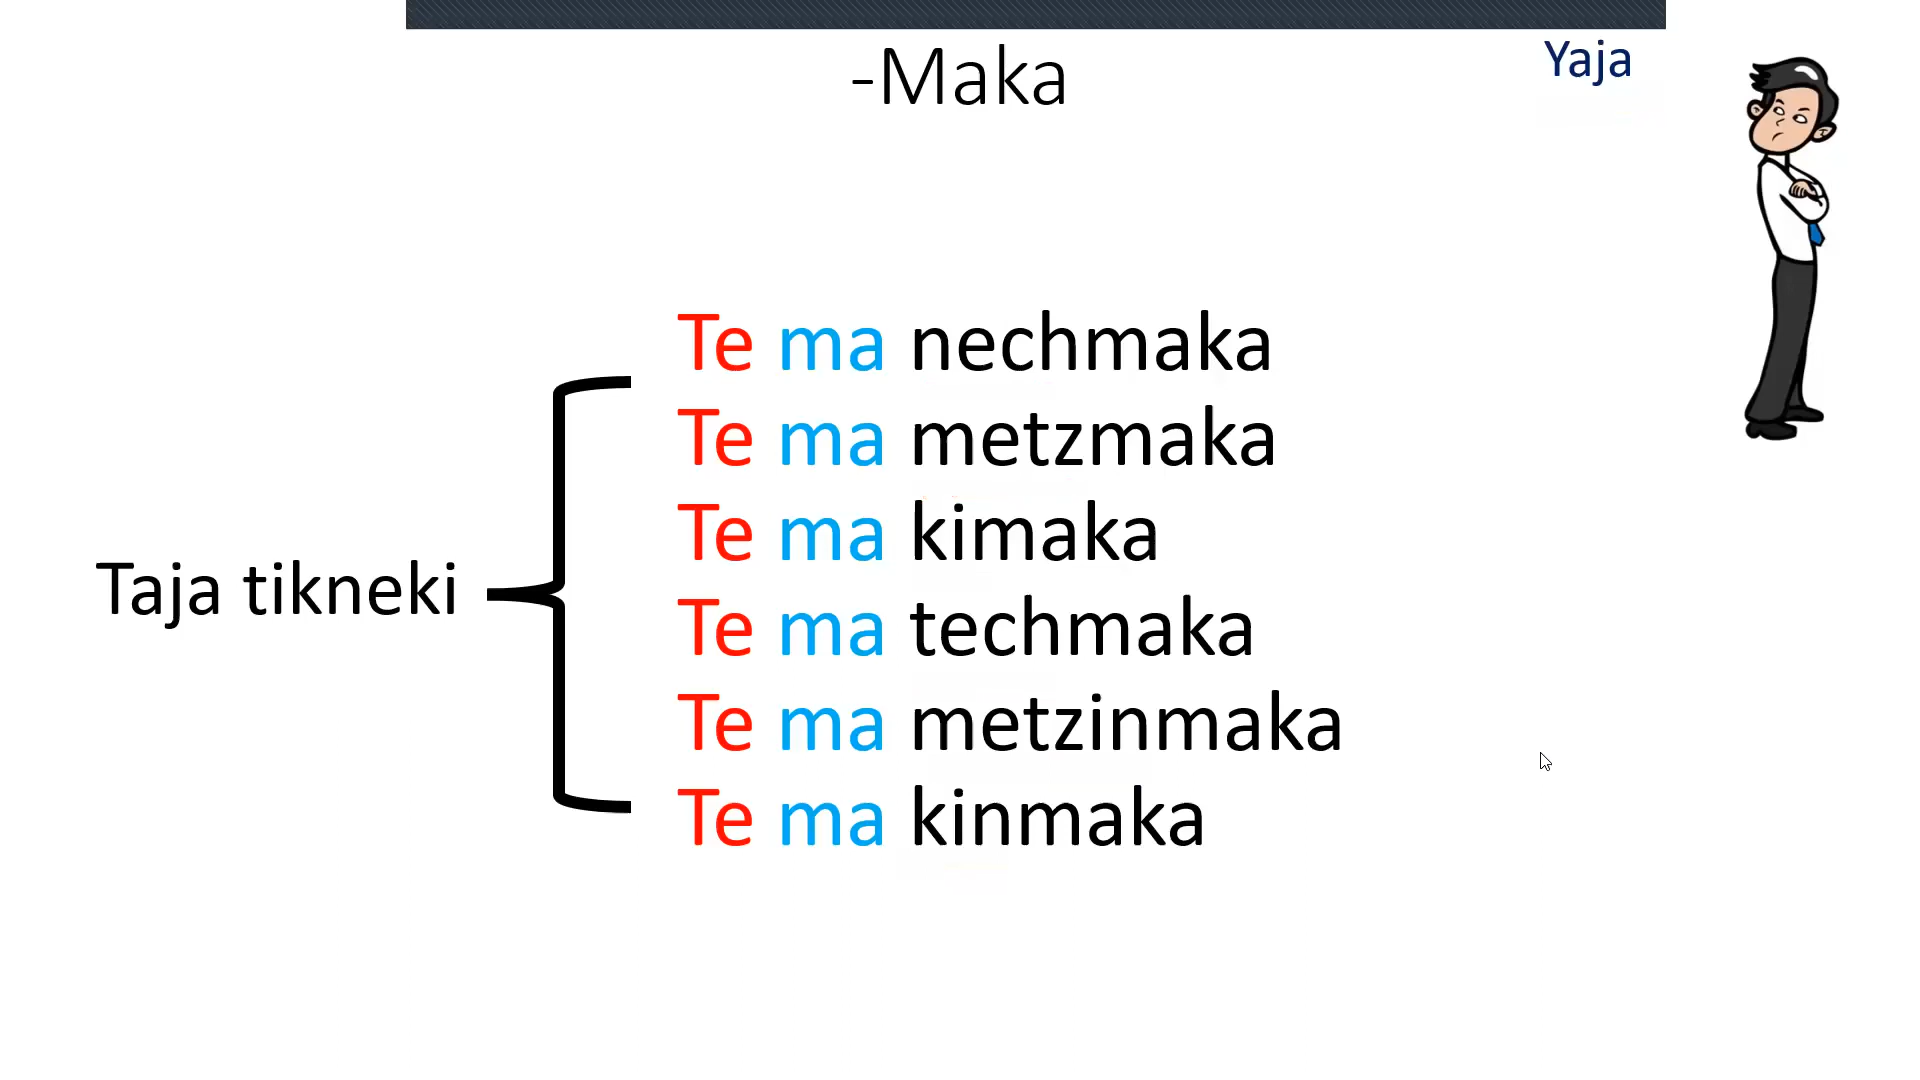 -Maka
Yaja
Te ma nechmaka
Te ma metzmaka
Te ma kimaka
Taja tikneki
Te ma techmaka
Te ma metzinmaka
Te ma kinmaka